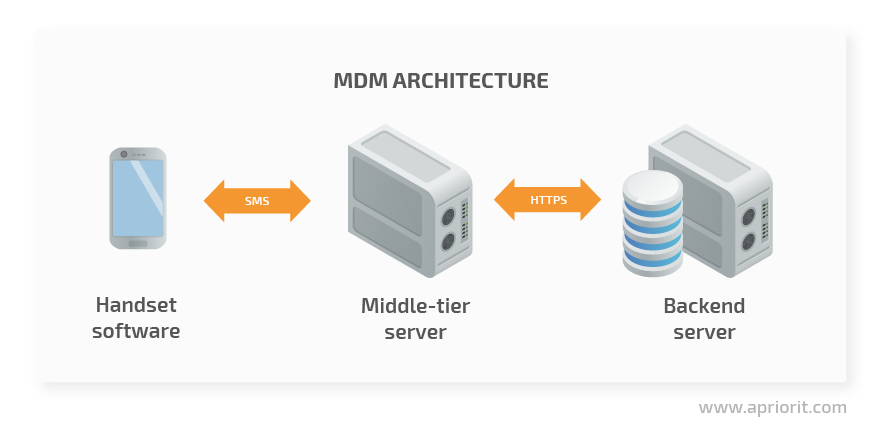 MDM ARCHITECTURE
SMS
HTTPS
Handset
software
Middle-tier
server
Backend
server
www.apriorit.com